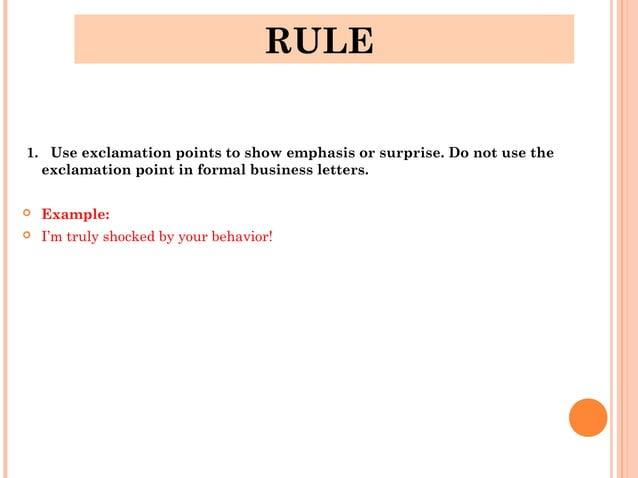 RULE
1. Use exclamation points to show emphasis or surprise. Do not use the
exclamation point in formal business letters.
Example:
I’m truly shocked by your behavior!